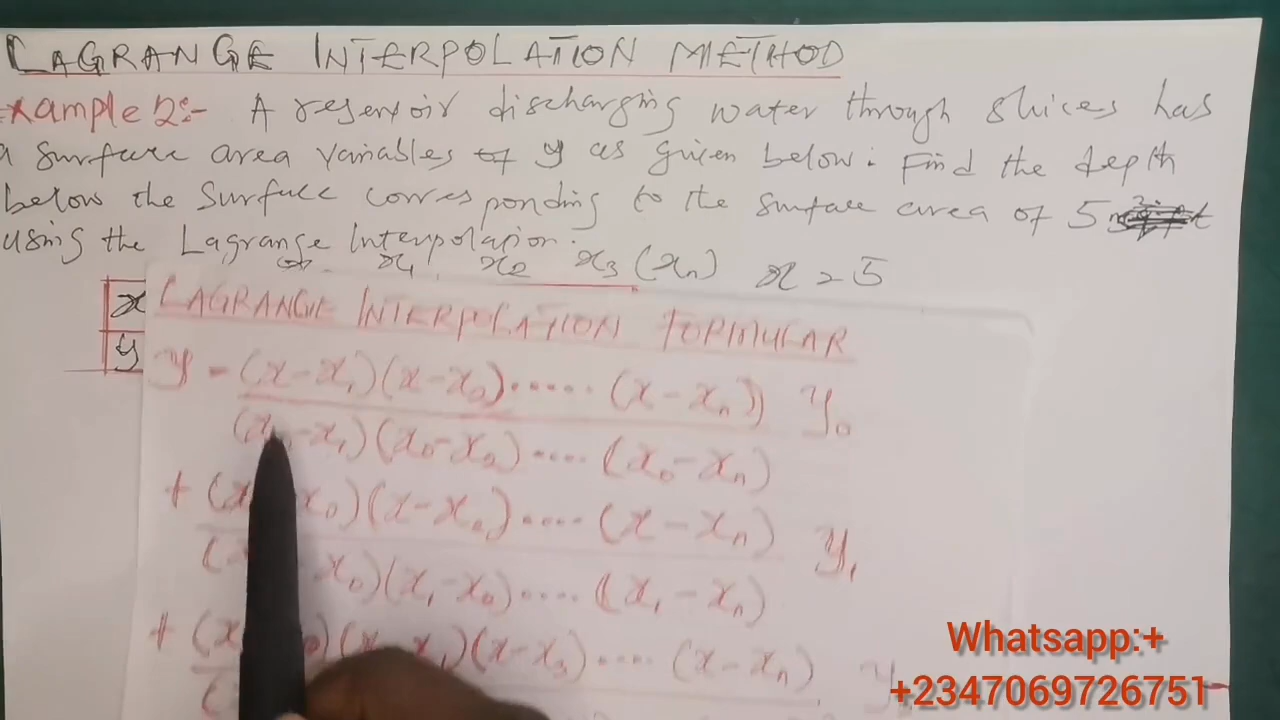 LAGRANGE INTERPOLATION METHOD
xample 2:- A reservoir discharging water through sluices has
a surface area variables of y as given below: Find the depth
below the surface corresponding to the surface area of 5m²
using the Lagrange Interpolation.
x₁ x₂ x₃ (xₙ) x = 5
x
y
LAGRANGE INTERPOLATION FORMULAR
y = (x-x₁)(x-x₂)......(x-xₙ) y₀
(x₀-x₁)(x₀-x₂)....(x₀-xₙ)
+ (x x₀)(x-x₂)....(x-xₙ) y₁
x₀)(x₁-x₂)....(x₁-xₙ)
+ (x ₀)(x x₁)(x-x₃)....(x-xₙ) y
Whatsapp:+
+2347069726751